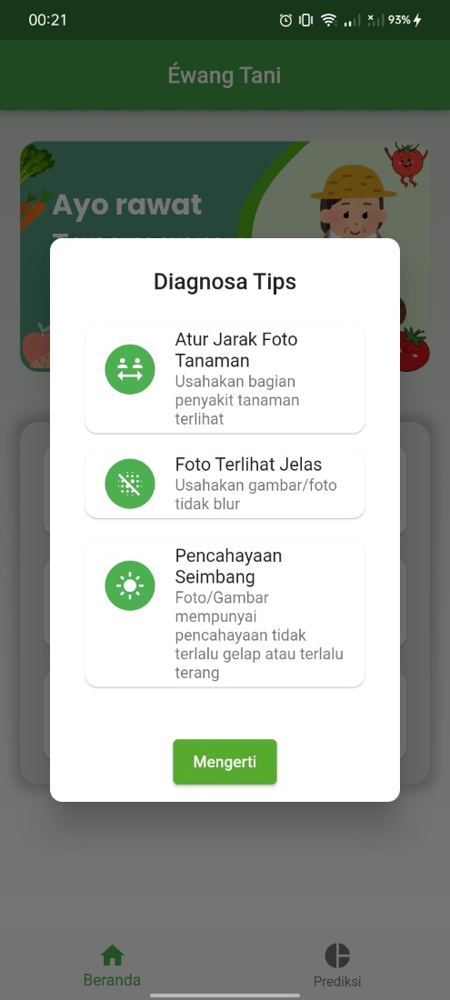 00:21
93%
Éwang Tani
Ayo rawat
Diagnosa Tips
Atur Jarak Foto
Tanaman
Usahakan bagian
penyakit tanaman
terlihat
Foto Terlihat Jelas
Usahakan gambar/foto
tidak blur
Pencahayaan
Seimbang
Foto/Gambar
mempunyai
pencahayaan tidak
terlalu gelap atau terlalu
terang
Mengerti
Beranda
Prediksi